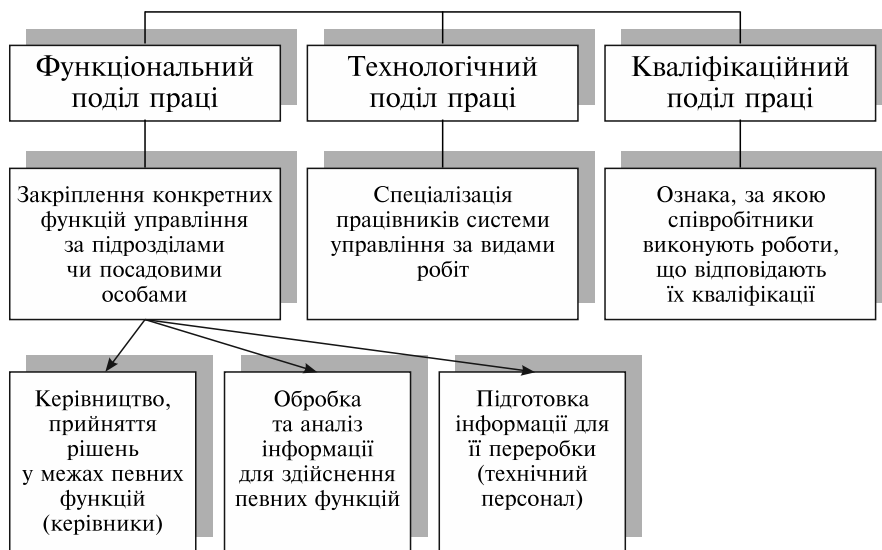 Функціональний
поділ праці
Технологічний
поділ праці
Кваліфікаційний
поділ праці
Закріплення конкретних
функцій управління
за підрозділами
чи посадовими
особами
Спеціалізація
працівників системи
управління за видами
робіт
Ознака, за якою
співробітники
виконують роботи,
що відповідають
їх кваліфікації
Керівництво,
прийняття
рішень
у межах певних
функцій
(керівники)
Обробка
та аналіз
інформації
для здійснення
певних функцій
Підготовка
інформації для
її переробки
(технічний
персонал)